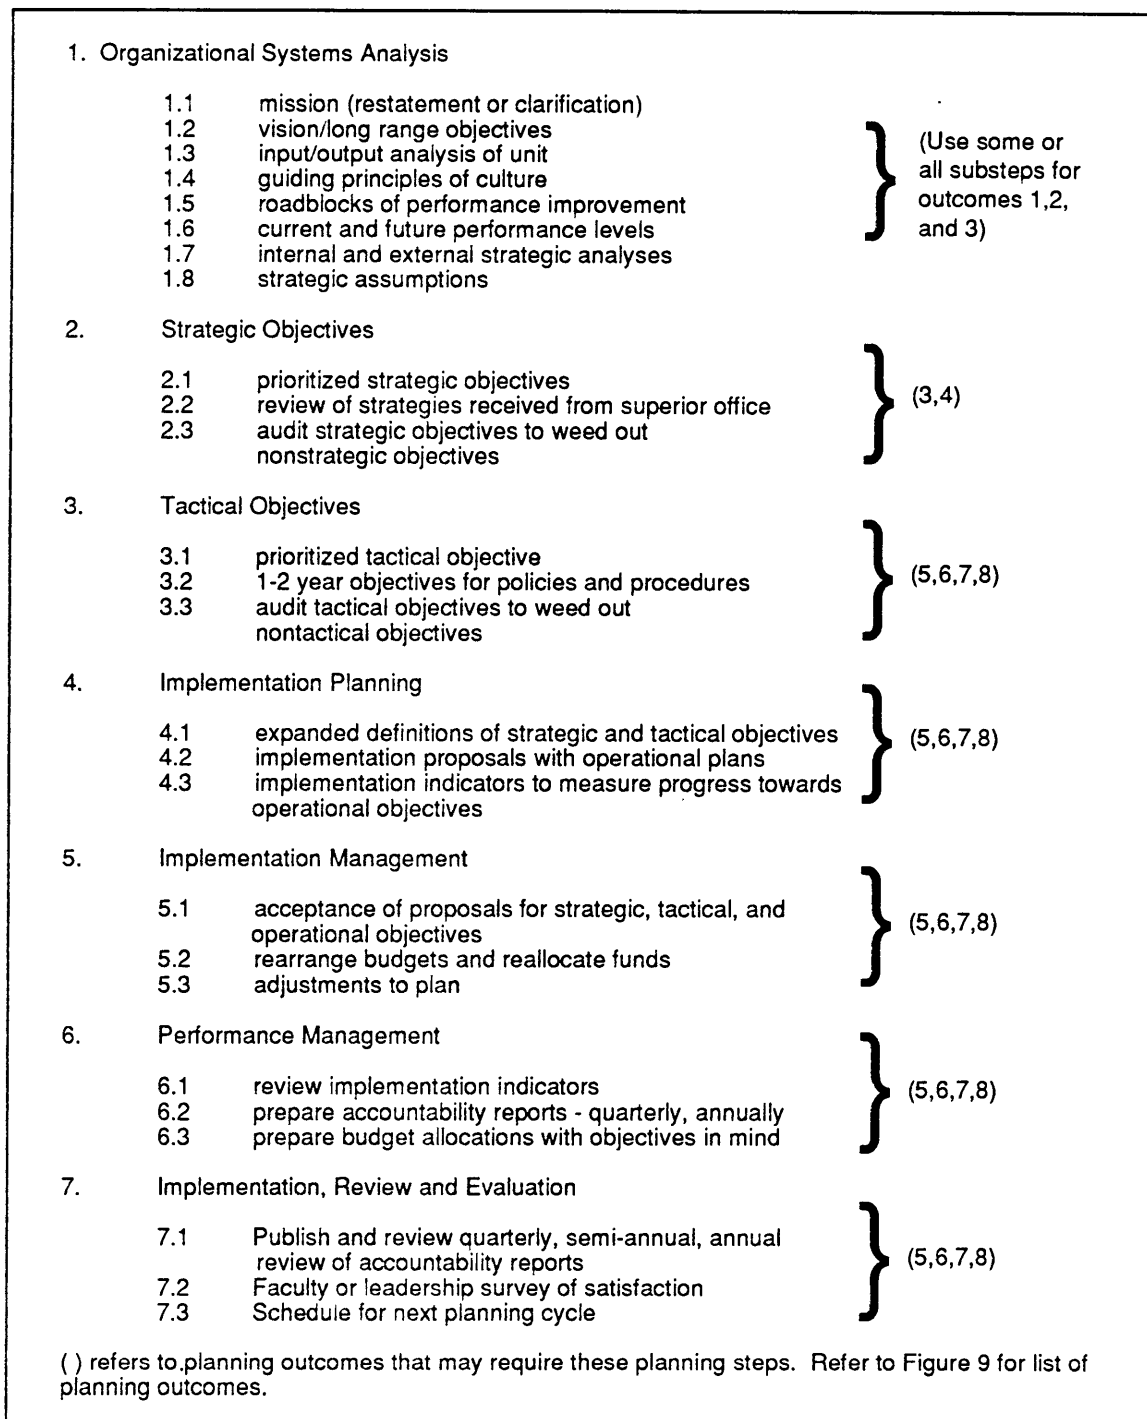 1. Organizational Systems Analysis
1.1 mission (restatement or clarification)
1.2 vision/long range objectives
1.3 input/output analysis of unit
1.4 guiding principles of culture
1.5 roadblocks of performance improvement
1.6 current and future performance levels
1.7 internal and external strategic analyses
1.8 strategic assumptions
(Use some or
all substeps for
outcomes 1,2,
and 3)
2. Strategic Objectives
2.1 prioritized strategic objectives
2.2 review of strategies received from superior office
2.3 audit strategic objectives to weed out
nonstrategic objectives
(3,4)
3. Tactical Objectives
3.1 prioritized tactical objective
3.2 1-2 year objectives for policies and procedures
3.3 audit tactical objectives to weed out
nontactical objectives
(5,6,7,8)
4. Implementation Planning
4.1 expanded definitions of strategic and tactical objectives
4.2 implementation proposals with operational plans
4.3 implementation indicators to measure progress towards
operational objectives
(5,6,7,8)
5. Implementation Management
5.1 acceptance of proposals for strategic, tactical, and
operational objectives
5.2 rearrange budgets and reallocate funds
5.3 adjustments to plan
(5,6,7,8)
6. Performance Management
6.1 review implementation indicators
6.2 prepare accountability reports - quarterly, annually
6.3 prepare budget allocations with objectives in mind
(5,6,7,8)
7. Implementation, Review and Evaluation
7.1 Publish and review quarterly, semi-annual, annual
review of accountability reports
7.2 Faculty or leadership survey of satisfaction
7.3 Schedule for next planning cycle
(5,6,7,8)
( ) refers to planning outcomes that may require these planning steps. Refer to Figure 9 for list of
planning outcomes.